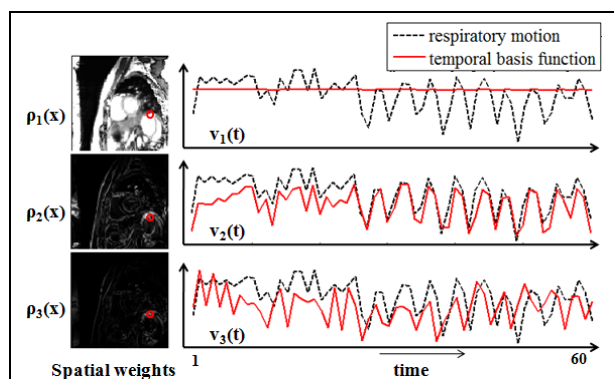 respiratory motion
temporal basis function
ρ1(x)
v1(t)
ρ2(x)
v2(t)
ρ3(x)
v3(t)
Spatial weights 1 time 60